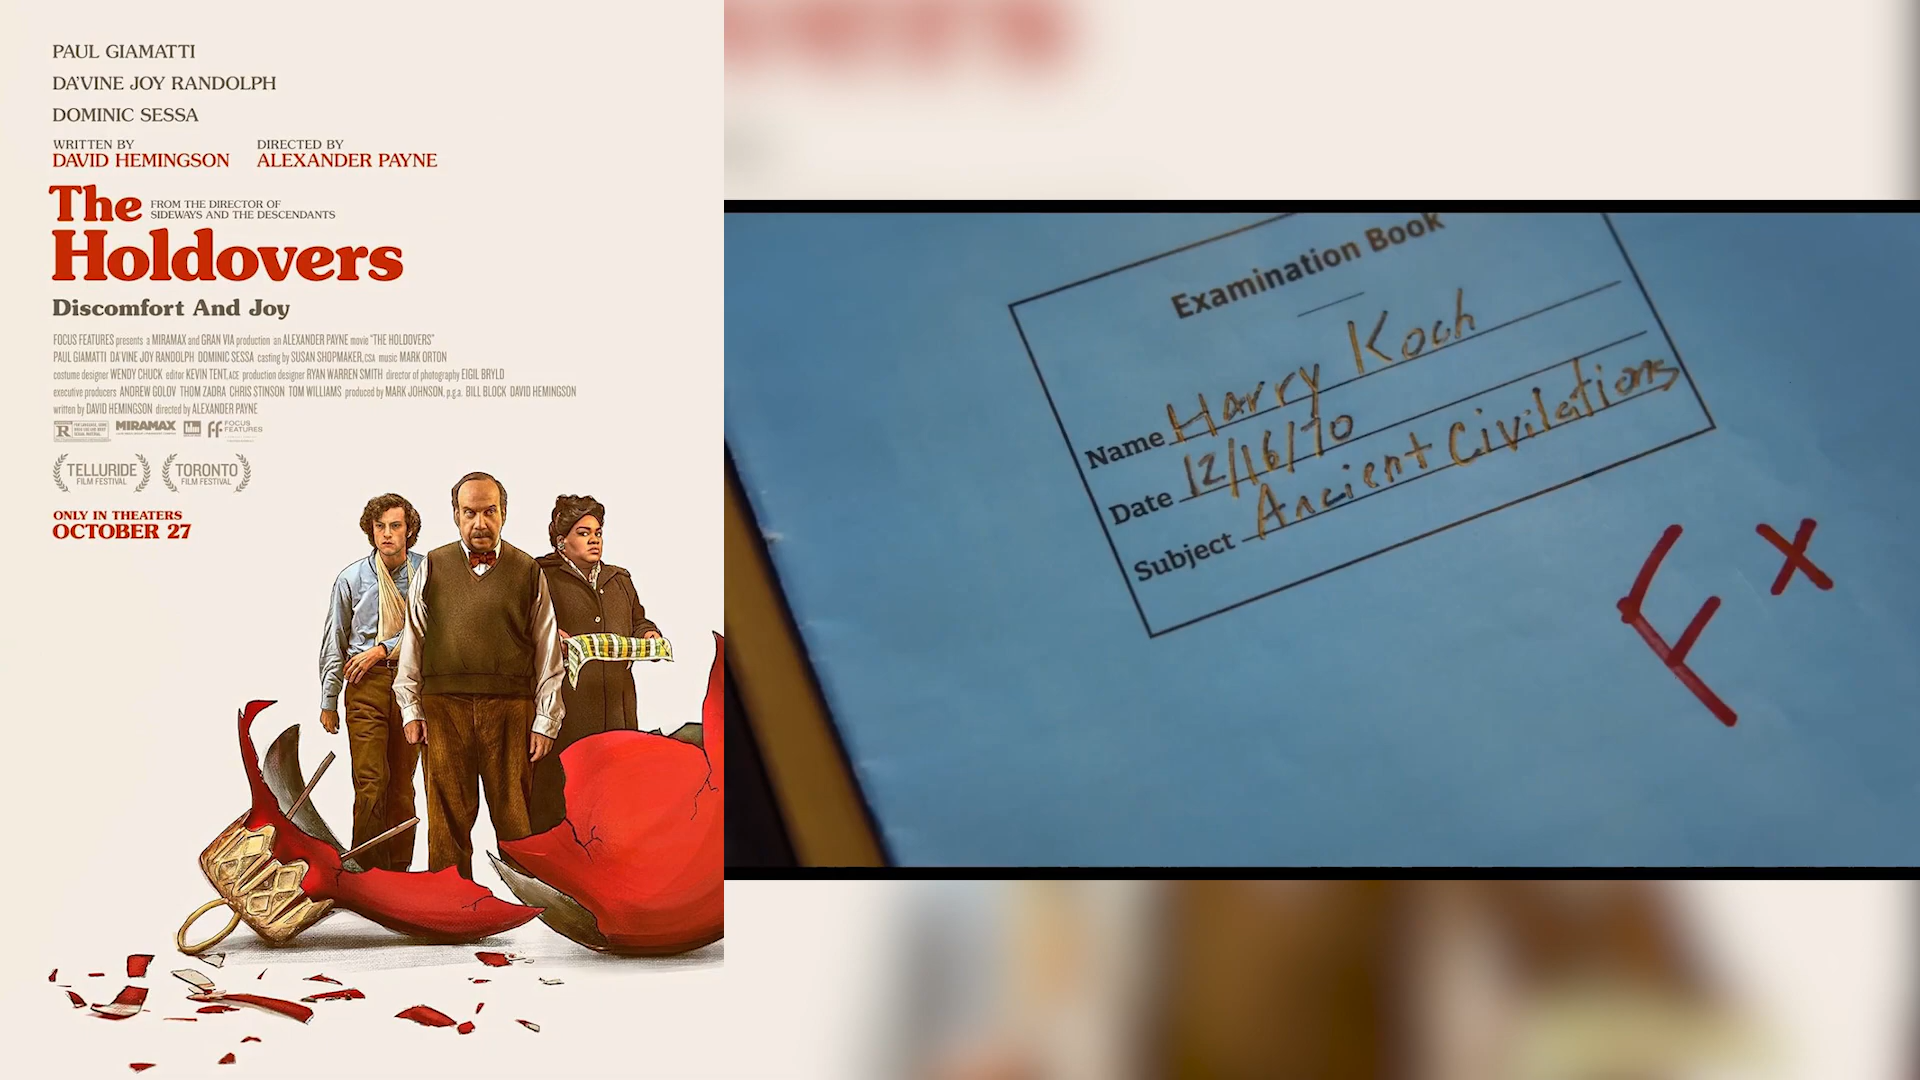 PAUL GIAMATTI
DA'VINE JOY RANDOLPH
DOMINIC SESSA
WRITTEN BY
DAVID HEMINGSON
DIRECTED BY
ALEXANDER PAYNE
The
FROM THE DIRECTOR OF
SIDEWAYS AND THE DESCENDANTS
Holdovers
Discomfort And Joy
FOCUS FEATURES presents a MIRAMAX and GRAN VIA production an ALEXANDER PAYNE movie "THE HOLDOVERS"
PAUL GIAMATTI DA'VINE JOY RANDOLPH DOMINIC SESSA casting by SUSAN SHOPMAKER, CSA music MARK ORTON
costume designer WENDY CHUCK editor KEVIN TENT, ACE production designer RYAN WARREN SMITH director of photography EIGIL BRYLD
executive producers ANDREW GOLOV THOM ZADRA CHRIS STINSON TOM WILLIAMS produced by MARK JOHNSON, p.g.a. BILL BLOCK DAVID HEMINGSON
written by DAVID HEMINGSON directed by ALEXANDER PAYNE
R
MIRAMAX
FOCUS
FEATURES
TELLURIDE
FILM FESTIVAL
TORONTO
FILM FESTIVAL
ONLY IN THEATERS
OCTOBER 27
Examination Book
Name Harry Koch
Date 12/16/70
Subject Ancient Civilations
F x